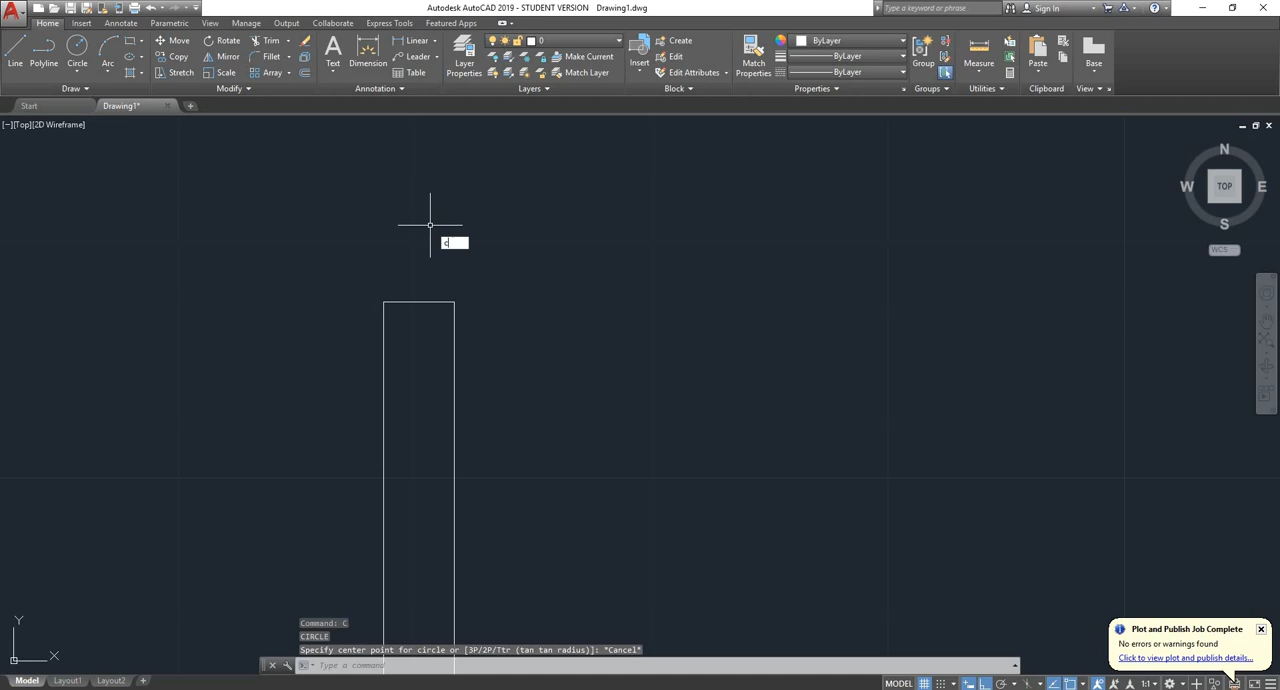 Autodesk AutoCAD 2019 - STUDENT VERSION Drawing1.dwg
Type a keyword or phrase
Sign In
Home Insert Annotate Parametric View Manage Output Collaborate Express Tools Featured Apps
Line Polyline Circle Arc
Move Rotate Trim
Copy Mirror Fillet
Stretch Scale Array
Text Dimension
Linear
Leader
Table
Layer Properties
0
Make Current
Match Layer
Insert
Create
Edit
Edit Attributes
Match Properties
ByLayer
ByLayer
ByLayer
Group
Measure
Paste
Base
Draw Modify Annotation Layers Block Properties Groups Utilities Clipboard View
Start Drawing1*
[−][Top][2D Wireframe]
N
W TOP E
S
WCS
c
Y
X
Command: C
CIRCLE
Specify center point for circle or [3P/2P/Ttr (tan tan radius)]: *Cancel*
Type a command
Plot and Publish Job Complete
No errors or warnings found
Click to view plot and publish details...
Model Layout1 Layout2
MODEL
1:1